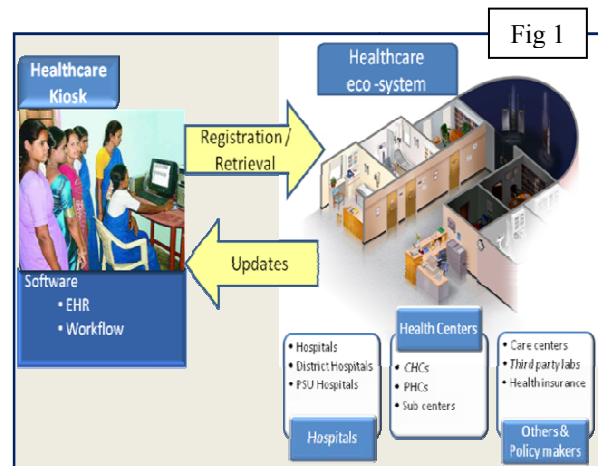 Fig 1
Healthcare
Kiosk
Healthcare
eco -system
Registration /
Retrieval
Updates
Software
• EHR
• Workflow
• Hospitals
• District Hospitals
• PSU Hospitals
Hospitals
Health Centers
• CHCs
• PHCs
• Sub centers
• Care centers
• Third party labs
• Health insurance
Others &
Policy makers